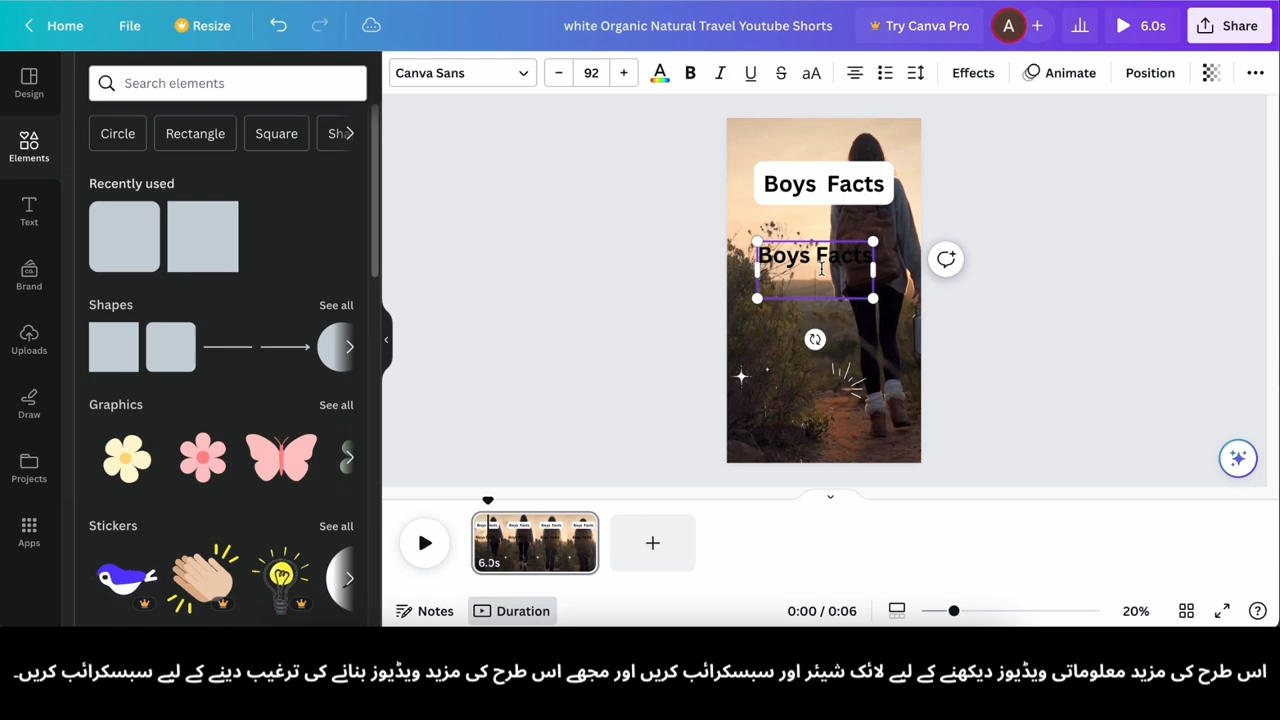 Home
File
Resize
white Organic Natural Travel Youtube Shorts
Try Canva Pro
A
6.0s
Share
Design
Elements
Text
Brand
Uploads
Draw
Projects
Apps
Search elements
Circle
Rectangle
Square
Recently used
Shapes
See all
Graphics
See all
Stickers
See all
Canva Sans
92
A
B
I
U
S
aA
Effects
Animate
Position
Boys Facts
Boys Facts
6.0s
Notes
Duration
0:00 / 0:06
20%
اس طرح کی مزید معلوماتی ویڈیوز دیکھنے کے لیے لائک شیئر اور سبسکرائب کریں اور مجھے اس طرح کی مزید ویڈیوز بنانے کی ترغیب دینے کے لیے سبسکرائب کریں۔